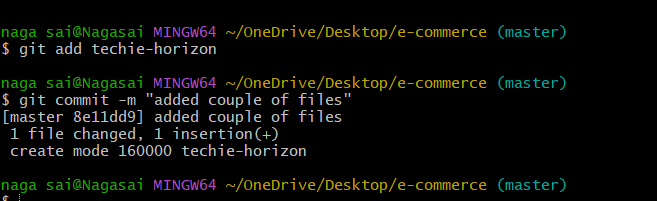 naga sai@Nagasai MINGW64 ~/OneDrive/Desktop/e-commerce (master)
$ git add techie-horizon
naga sai@Nagasai MINGW64 ~/OneDrive/Desktop/e-commerce (master)
$ git commit -m "added couple of files"
[master 8e11dd9] added couple of files
 1 file changed, 1 insertion(+)
 create mode 160000 techie-horizon
naga sai@Nagasai MINGW64 ~/OneDrive/Desktop/e-commerce (master)
$